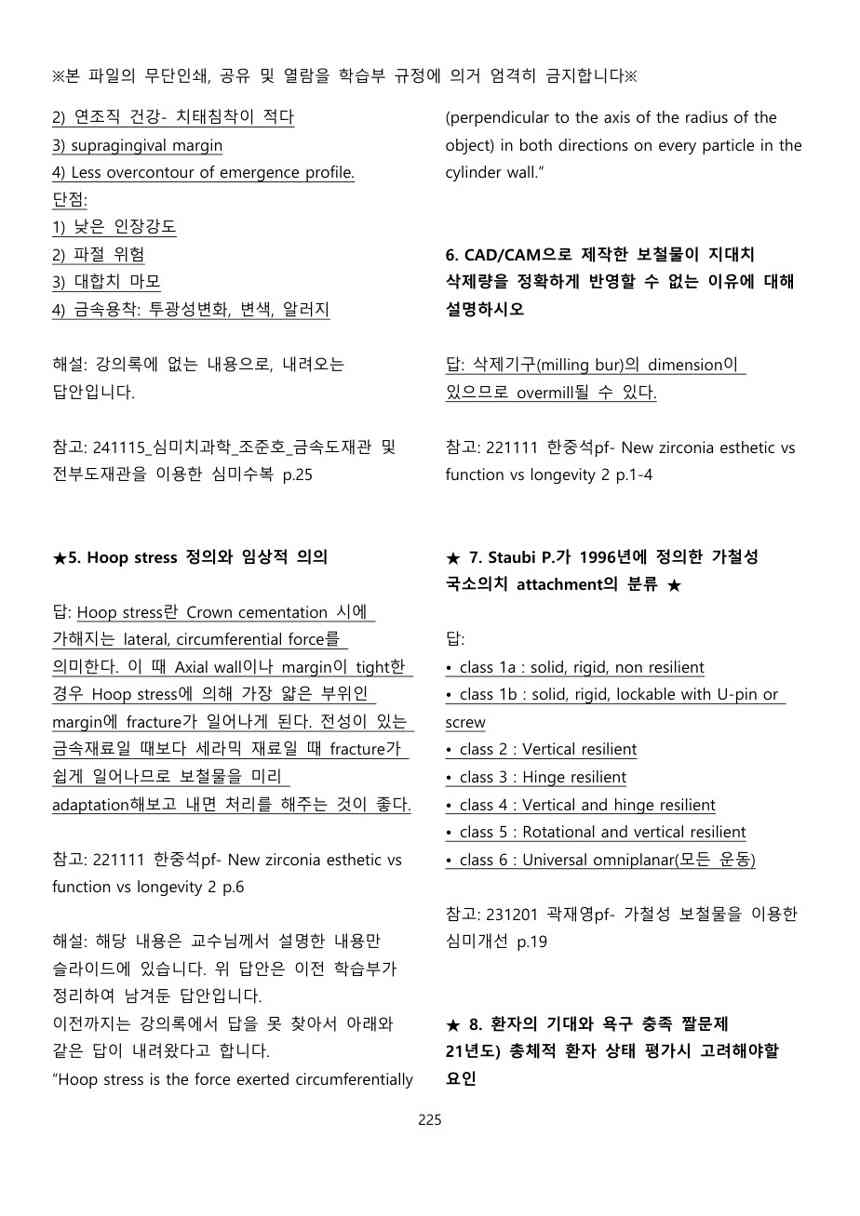 ※본 파일의 무단인쇄, 공유 및 열람을 학습부 규정에 의거 엄격히 금지합니다※
2) 연조직 건강- 치태침착이 적다
3) supragingival margin
4) Less overcontour of emergence profile.
단점:
1) 낮은 인장강도
2) 파절 위험
3) 대합치 마모
4) 금속용착: 투광성변화, 변색, 알러지
해설: 강의록에 없는 내용으로, 내려오는
답안입니다.
참고: 241115_심미치과학_조준호_금속도재관 및
전부도재관을 이용한 심미수복 p.25
★5. Hoop stress 정의와 임상적 의의
답: Hoop stress란 Crown cementation 시에
가해지는 lateral, circumferential force를
의미한다. 이 때 Axial wall이나 margin이 tight한
경우 Hoop stress에 의해 가장 얇은 부위인
margin에 fracture가 일어나게 된다. 전성이 있는
금속재료일 때보다 세라믹 재료일 때 fracture가
쉽게 일어나므로 보철물을 미리
adaptation해보고 내면 처리를 해주는 것이 좋다.
참고: 221111 한중석pf- New zirconia esthetic vs
function vs longevity 2 p.6
해설: 해당 내용은 교수님께서 설명한 내용만
슬라이드에 있습니다. 위 답안은 이전 학습부가
정리하여 남겨둔 답안입니다.
이전까지는 강의록에서 답을 못 찾아서 아래와
같은 답이 내려왔다고 합니다.
“Hoop stress is the force exerted circumferentially
(perpendicular to the axis of the radius of the
object) in both directions on every particle in the
cylinder wall.”
6. CAD/CAM으로 제작한 보철물이 지대치
삭제량을 정확하게 반영할 수 없는 이유에 대해
설명하시오
답: 삭제기구(milling bur)의 dimension이
있으므로 overmill될 수 있다.
참고: 221111 한중석pf- New zirconia esthetic vs
function vs longevity 2 p.1-4
★ 7. Staubi P.가 1996년에 정의한 가철성
국소의치 attachment의 분류 ★
답:
• class 1a : solid, rigid, non resilient
• class 1b : solid, rigid, lockable with U-pin or
screw
• class 2 : Vertical resilient
• class 3 : Hinge resilient
• class 4 : Vertical and hinge resilient
• class 5 : Rotational and vertical resilient
• class 6 : Universal omniplanar(모든 운동)
참고: 231201 곽재영pf- 가철성 보철물을 이용한
심미개선 p.19
★ 8. 환자의 기대와 욕구 충족 짤문제
21년도) 총체적 환자 상태 평가시 고려해야할
요인
225